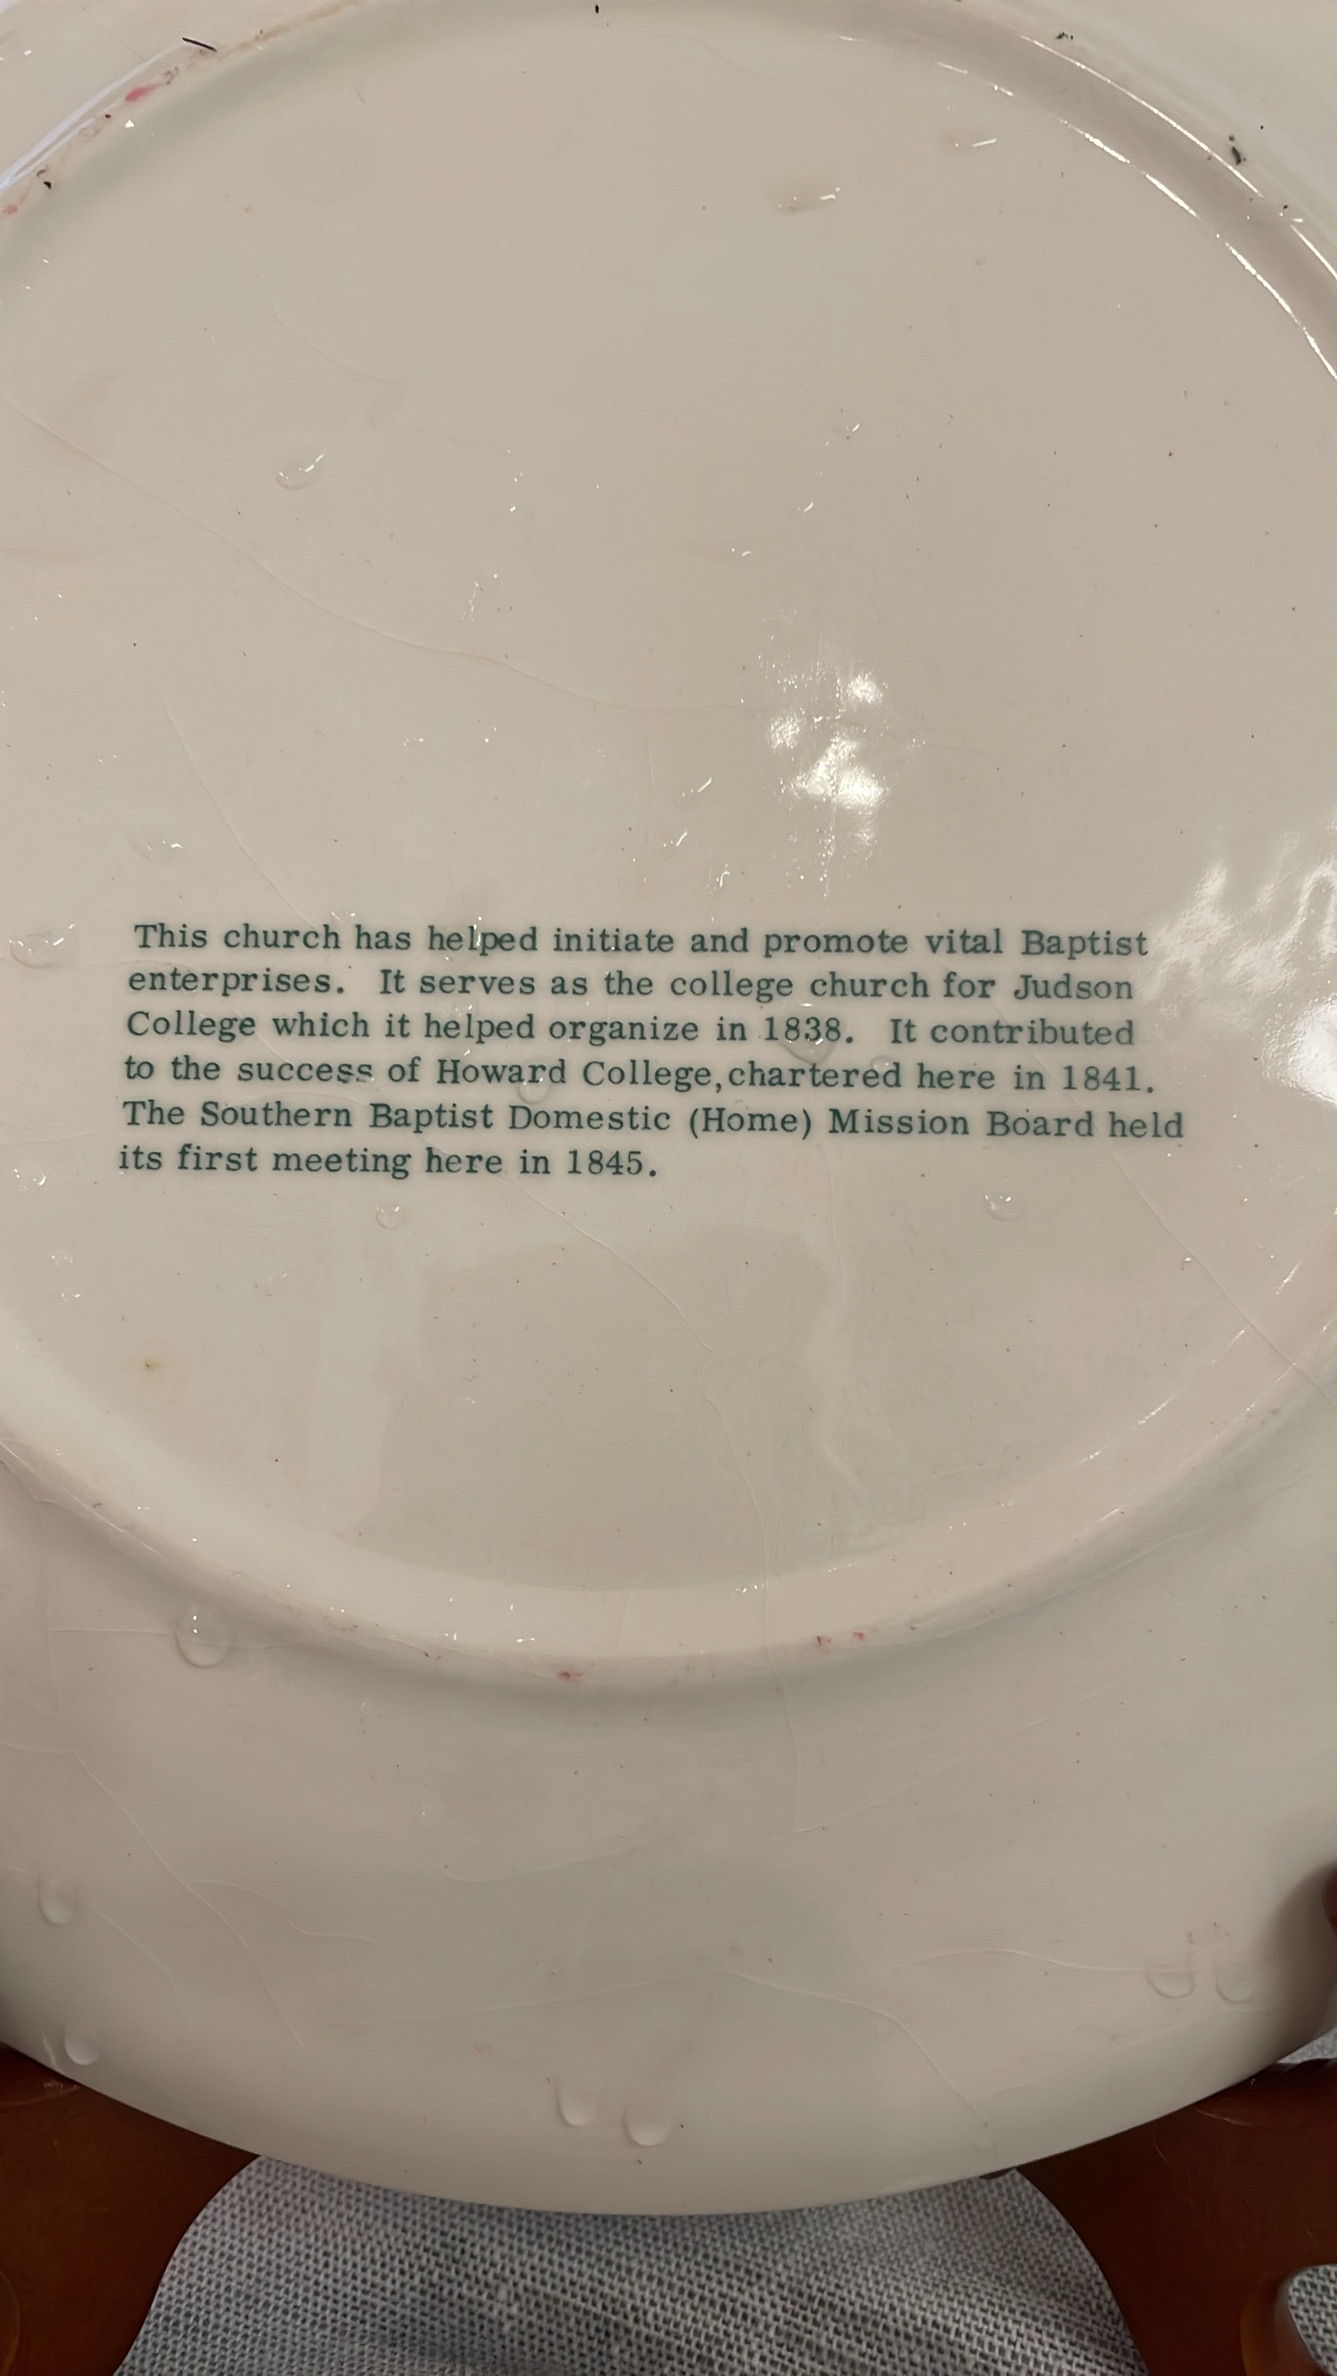 This church has helped initiate and promote vital Baptist
enterprises.  It serves as the college church for Judson
College which it helped organize in 1838.  It contributed
to the success of Howard College,chartered here in 1841.
The Southern Baptist Domestic (Home) Mission Board held
its first meeting here in 1845.